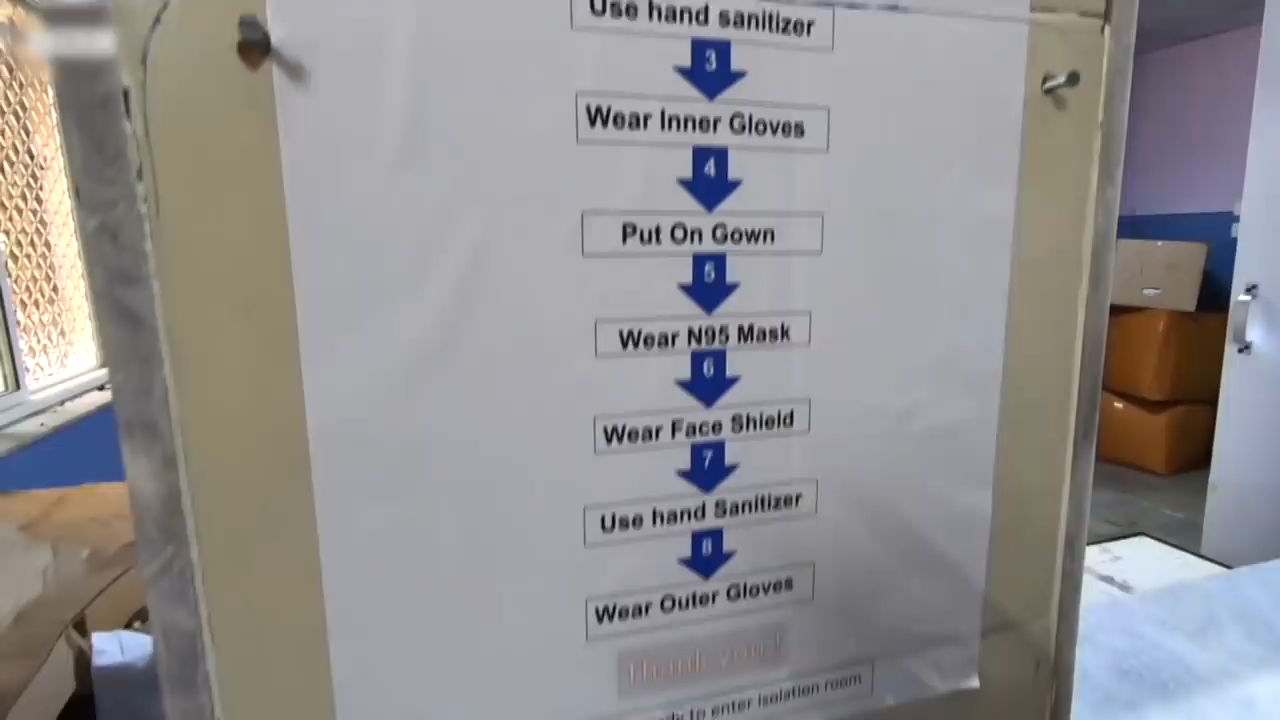 Use hand sanitizer
3
Wear Inner Gloves
4
Put On Gown
5
Wear N95 Mask
6
Wear Face Shield
7
Use hand Sanitizer
8
Wear Outer Gloves
Thank you!
to enter isolation room